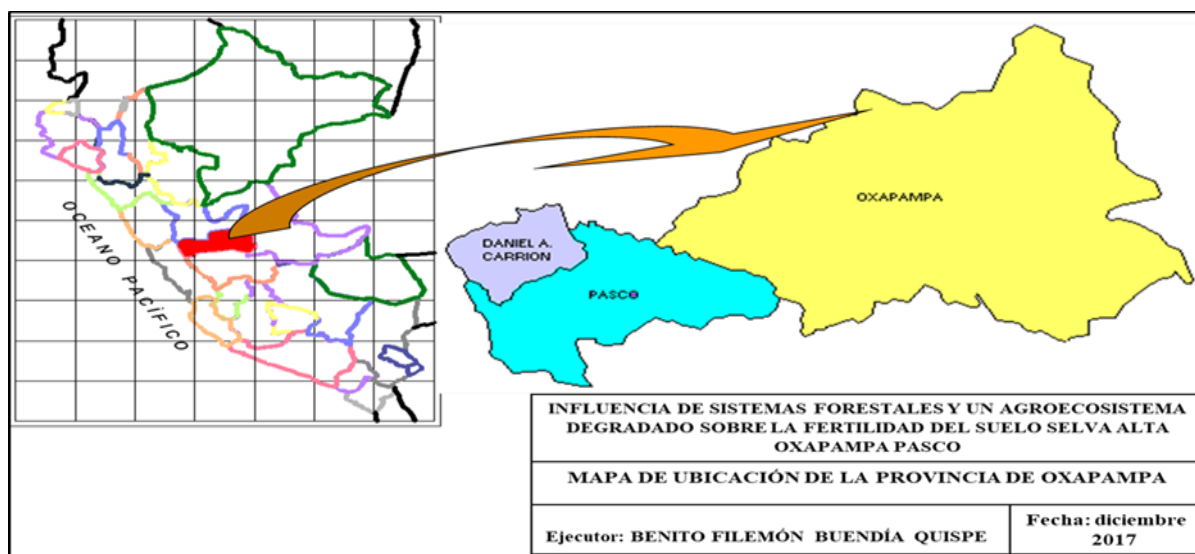 OCEANO PACÍFICO
OXAPAMPA
DANIEL A.
CARRION
PASCO
INFLUENCIA DE SISTEMAS FORESTALES Y UN AGROECOSISTEMA
DEGRADADO SOBRE LA FERTILIDAD DEL SUELO SELVA ALTA
OXAPAMPA PASCO
MAPA DE UBICACIÓN DE LA PROVINCIA DE OXAPAMPA
Ejecutor: BENITO FILEMÓN BUENDÍA QUISPE
Fecha: diciembre
2017